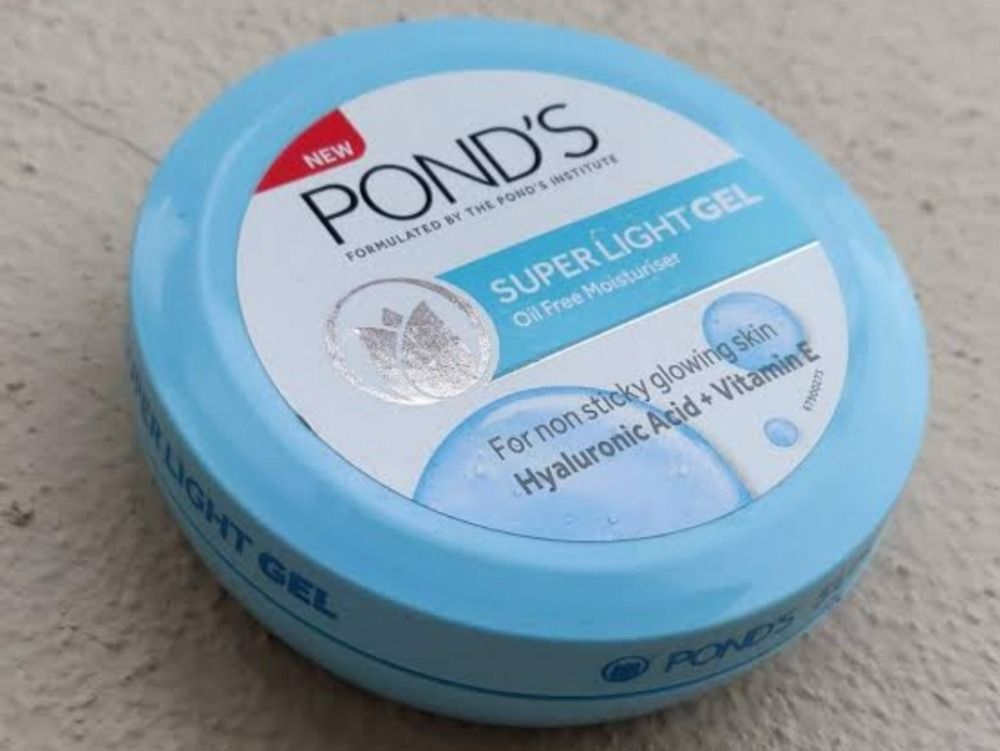 NEW
POND'S
FORMULATED BY THE POND'S INSTITUTE
SUPER LIGHT GEL
Oil Free Moisturiser
For non sticky glowing skin
Hyaluronic Acid + Vitamin E
LIGHT GEL
POND'S